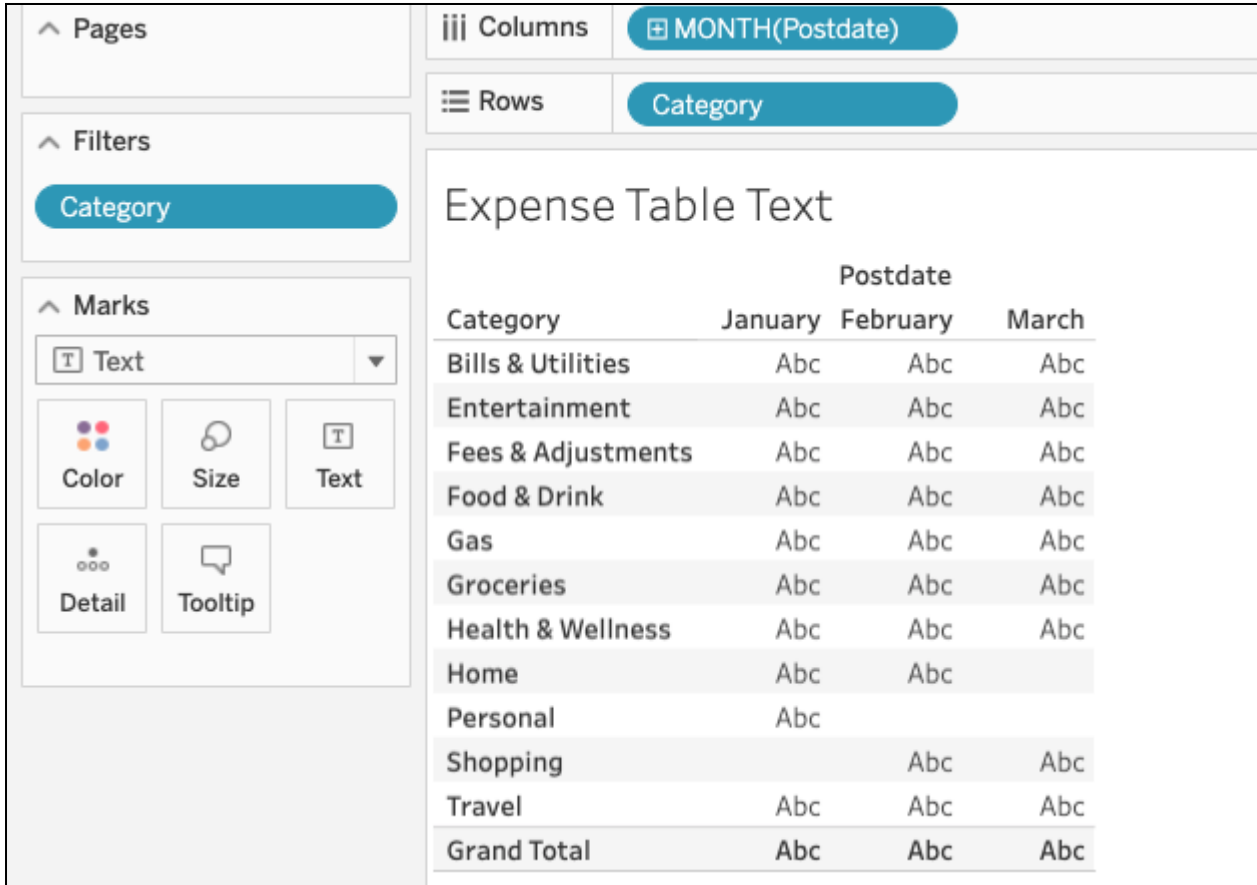 Pages
Columns
MONTH(Postdate)
Rows
Category
Filters
Category
Marks
Text
Color
Size
Text
Detail
Tooltip
Expense Table Text
Postdate
Category January February March
Bills & Utilities Abc Abc Abc
Entertainment Abc Abc Abc
Fees & Adjustments Abc Abc Abc
Food & Drink Abc Abc Abc
Gas Abc Abc Abc
Groceries Abc Abc Abc
Health & Wellness Abc Abc Abc
Home Abc Abc
Personal Abc
Shopping Abc Abc
Travel Abc Abc Abc
Grand Total Abc Abc Abc